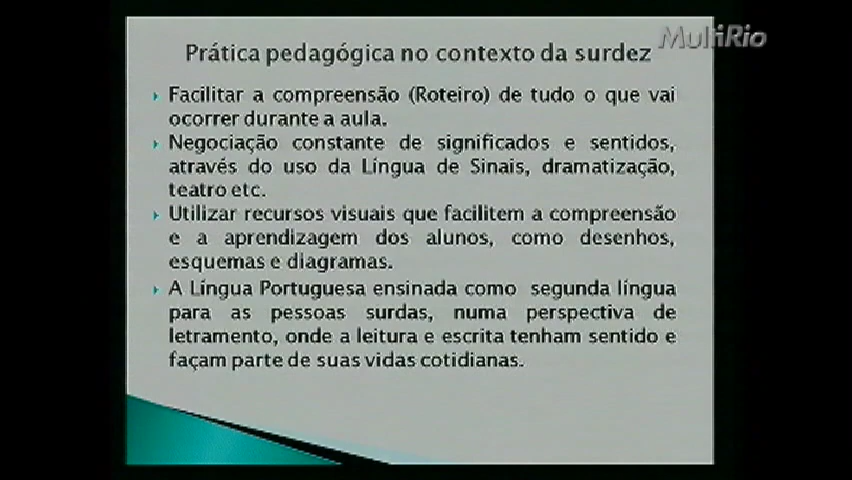 MultiRio
Prática pedagógica no contexto da surdez
Facilitar a compreensão (Roteiro) de tudo o que vai
ocorrer durante a aula.
Negociação constante de significados e sentidos,
através do uso da Língua de Sinais, dramatização,
teatro etc.
Utilizar recursos visuais que facilitem a compreensão
e a aprendizagem dos alunos, como desenhos,
esquemas e diagramas.
A Língua Portuguesa ensinada como segunda língua
para as pessoas surdas, numa perspectiva de
letramento, onde a leitura e escrita tenham sentido e
façam parte de suas vidas cotidianas.